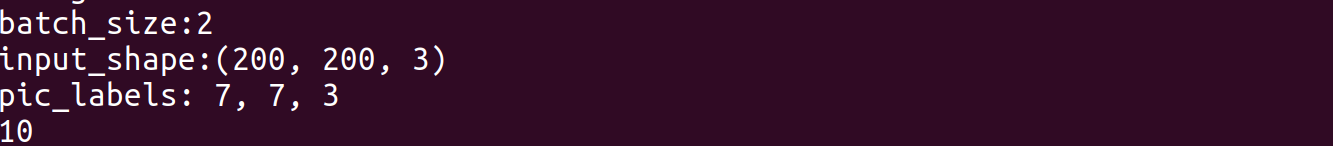 batch_size:2
input_shape:(200, 200, 3)
pic_labels: 7, 7, 3
10